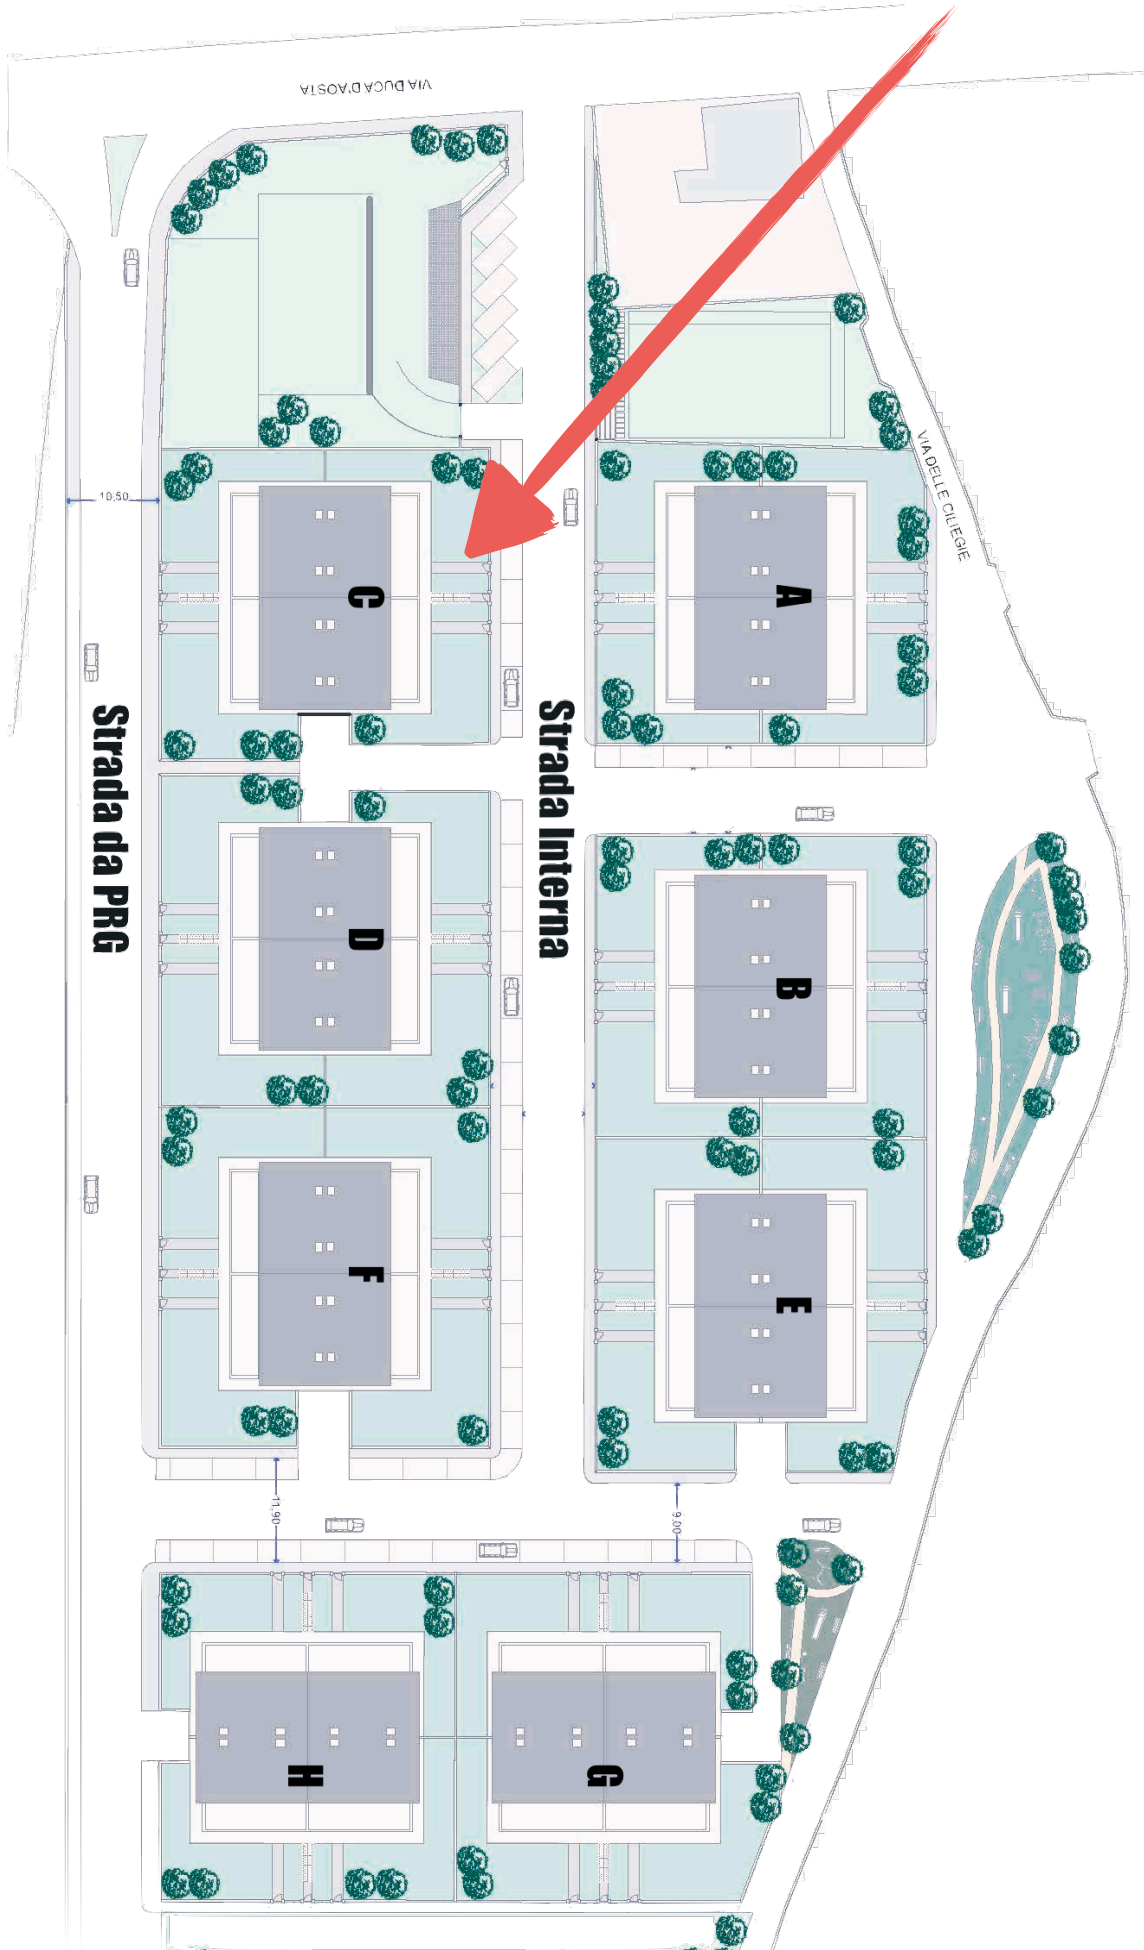 VIA DUCA D'AOSTA
VIA DELLE CILIEGIE
10,50
C
A
Strada da PRG
Strada Interna
D
B
F
E
11,90
9,00
H
G